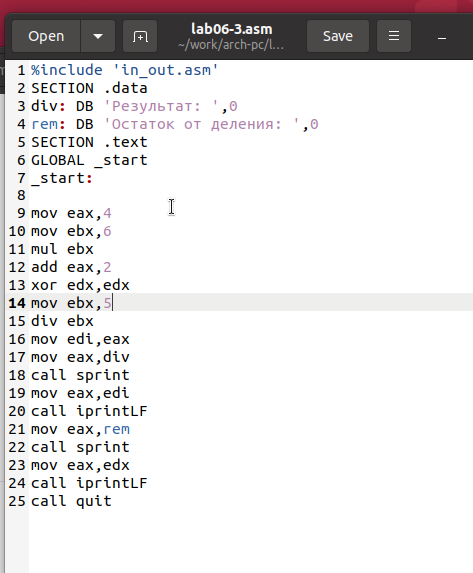 Open
lab06-3.asm
~/work/arch-pc/l...
Save
1 %include 'in_out.asm'
2 SECTION .data
3 div: DB 'Результат: ',0
4 rem: DB 'Остаток от деления: ',0
5 SECTION .text
6 GLOBAL _start
7 _start:
8
9 mov eax,4
10 mov ebx,6
11 mul ebx
12 add eax,2
13 xor edx,edx
14 mov ebx,5
15 div ebx
16 mov edi,eax
17 mov eax,div
18 call sprint
19 mov eax,edi
20 call iprintLF
21 mov eax,rem
22 call sprint
23 mov eax,edx
24 call iprintLF
25 call quit